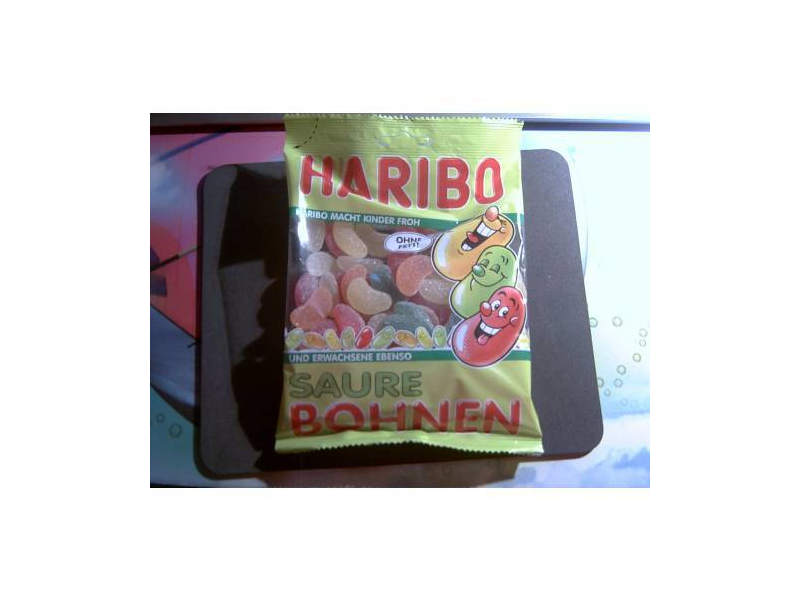 HARIBO
HARIBO MACHT KINDER FROH
OHNE
FETT!
UND ERWACHSENE EBENSO
SAURE
BOHNEN